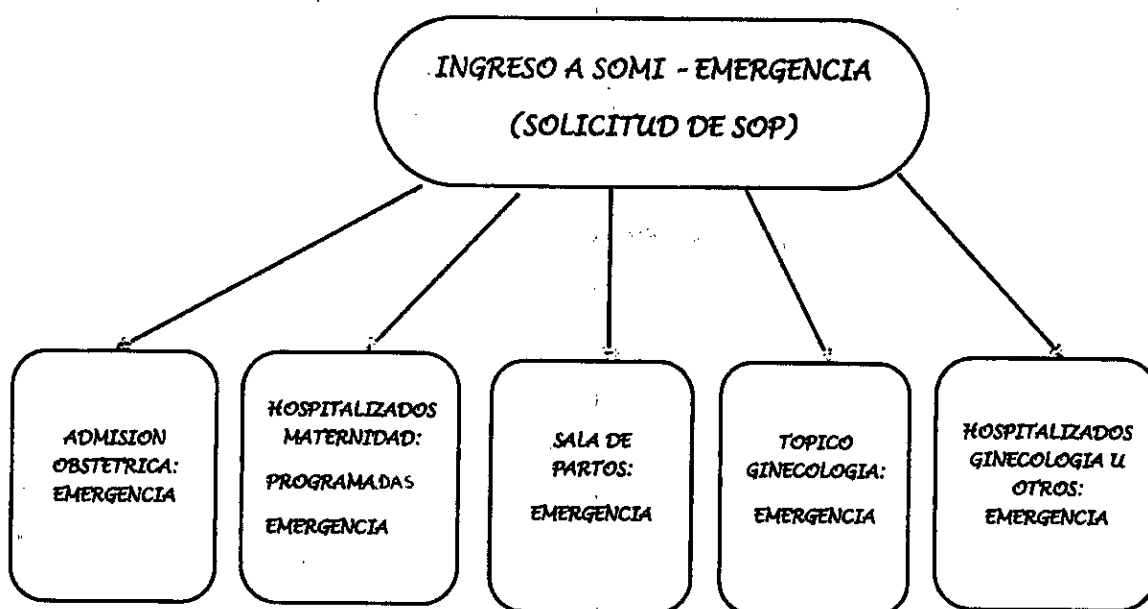 INGRESO A SOMI - EMERGENCIA
(SOLICITUD DE SOP)
ADMISION
OBSTETRICA:
EMERGENCIA
HOSPITALIZADOS
MATERNIDAD:
PROGRAMADAS
EMERGENCIA
SALA DE
PARTOS:
EMERGENCIA
TOPICO
GINECOLOGIA:
EMERGENCIA
HOSPITALIZADOS
GINECOLOGIA U
OTROS:
EMERGENCIA